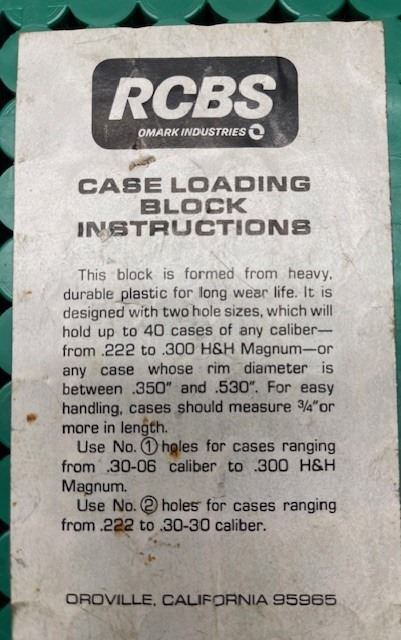 RCBS
OMARK INDUSTRIES
CASE LOADING
BLOCK
INSTRUCTIONS
This block is formed from heavy,
durable plastic for long wear life. It is
designed with two hole sizes, which will
hold up to 40 cases of any caliber—
from .222 to .300 H&H Magnum—or
any case whose rim diameter is
between .350" and .530". For easy
handling, cases should measure ¾" or
more in length.
Use No. ① holes for cases ranging
from .30-06 caliber to .300 H&H
Magnum.
Use No. ② holes for cases ranging
from .222 to .30-30 caliber.
OROVILLE, CALIFORNIA 95965